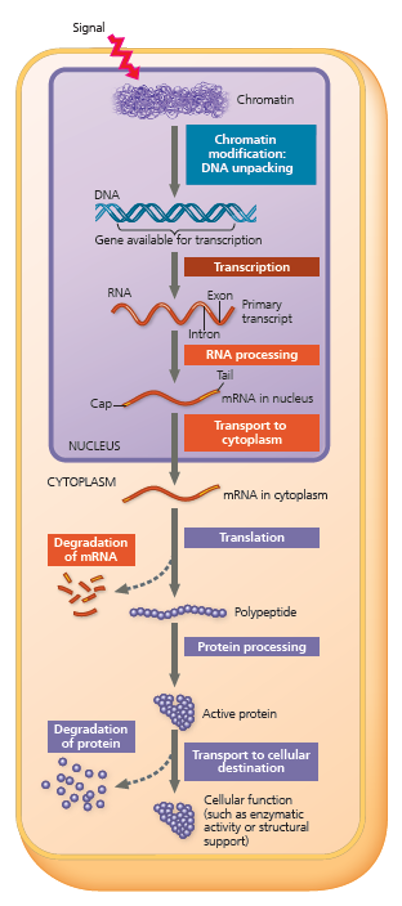 Signal
Chromatin
Chromatin
modification:
DNA unpacking
DNA
Gene available for transcription
Transcription
RNA
Exon
Primary
transcript
Intron
RNA processing
Tail
Cap
mRNA in nucleus
Transport to
cytoplasm
NUCLEUS
CYTOPLASM
mRNA in cytoplasm
Translation
Degradation
of mRNA
Polypeptide
Protein processing
Active protein
Degradation
of protein
Transport to cellular
destination
Cellular function
(such as enzymatic
activity or structural
support)